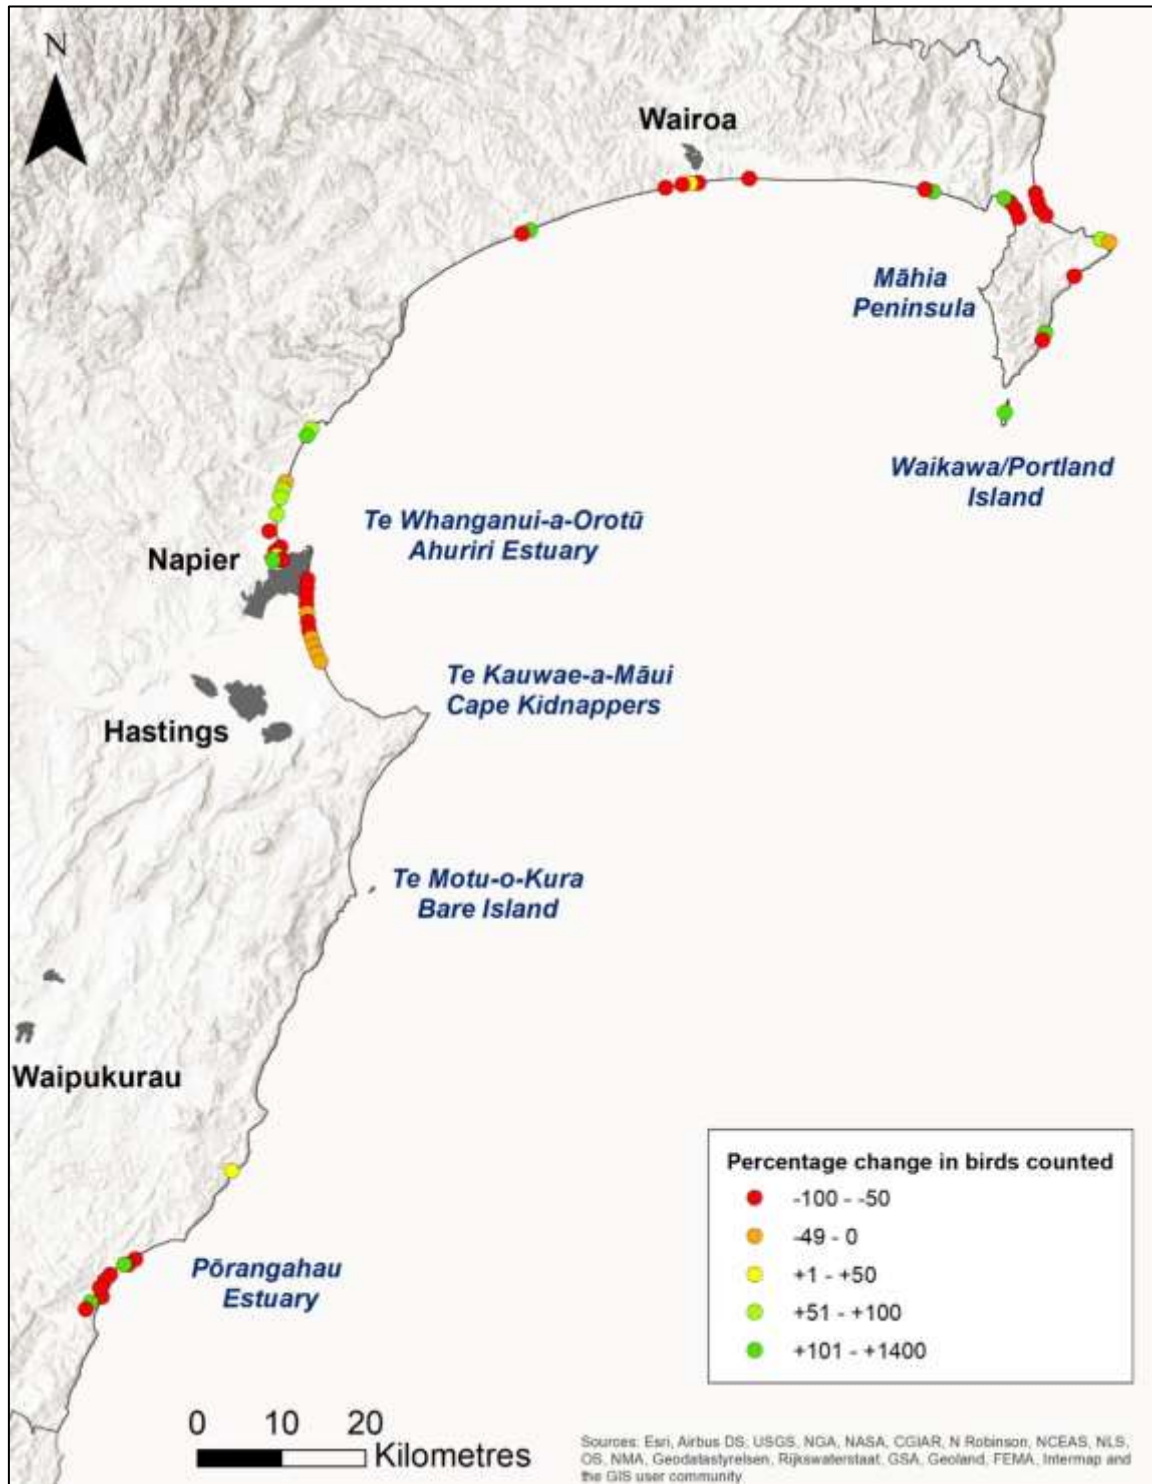 N
Wairoa
Māhia
Peninsula
Waikawa/Portland
Island
Te Whanganui-a-Orotū
Ahuriri Estuary
Napier
Te Kauwae-a-Māui
Cape Kidnappers
Hastings
Te Motu-o-Kura
Bare Island
Waipukurau
Pōrangahau
Estuary
Percentage change in birds counted
-100 - -50
-49 - 0
+1 - +50
+51 - +100
+101 - +1400
0 10 20
Kilometres
Sources: Esri, Airbus DS, USGS, NGA, NASA, CGIAR, N Robinson, NCEAS, NLS,
OS, NMA, Geodatastyrelsen, Rijkswaterstaat, GSA, Geoland, FEMA, Intermap and
the GIS user community